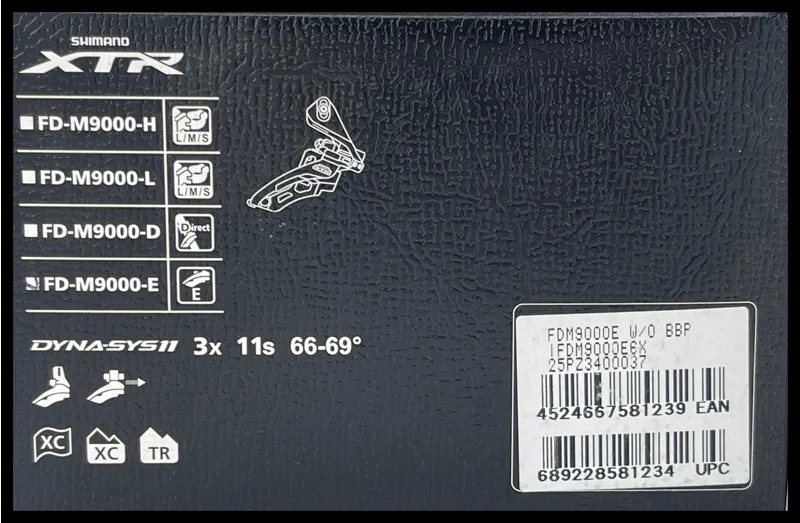 SHIMANO
XTR
FD-M9000-H
L/M/S
FD-M9000-L
L/M/S
FD-M9000-D
Direct
FD-M9000-E
E
DYNA-SYS11 3x 11s 66-69°
XC
XC
TR
FDM9000E W/O BBP
IFDM9000E6X
25PZ3400037
4524667581239 EAN
689228581234 UPC